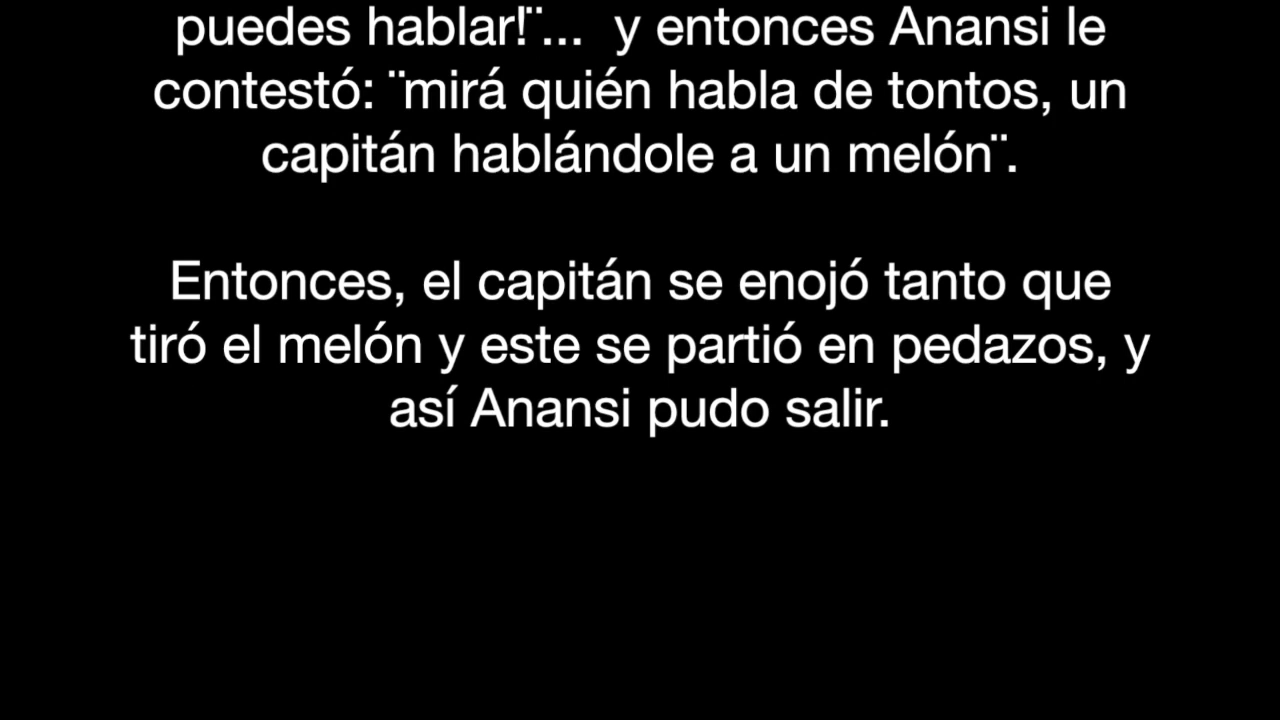 puedes hablar!¨...  y entonces Anansi le
contestó: ¨mirá quién habla de tontos, un
capitán hablándole a un melón¨.
Entonces, el capitán se enojó tanto que
tiró el melón y este se partió en pedazos, y
así Anansi pudo salir.